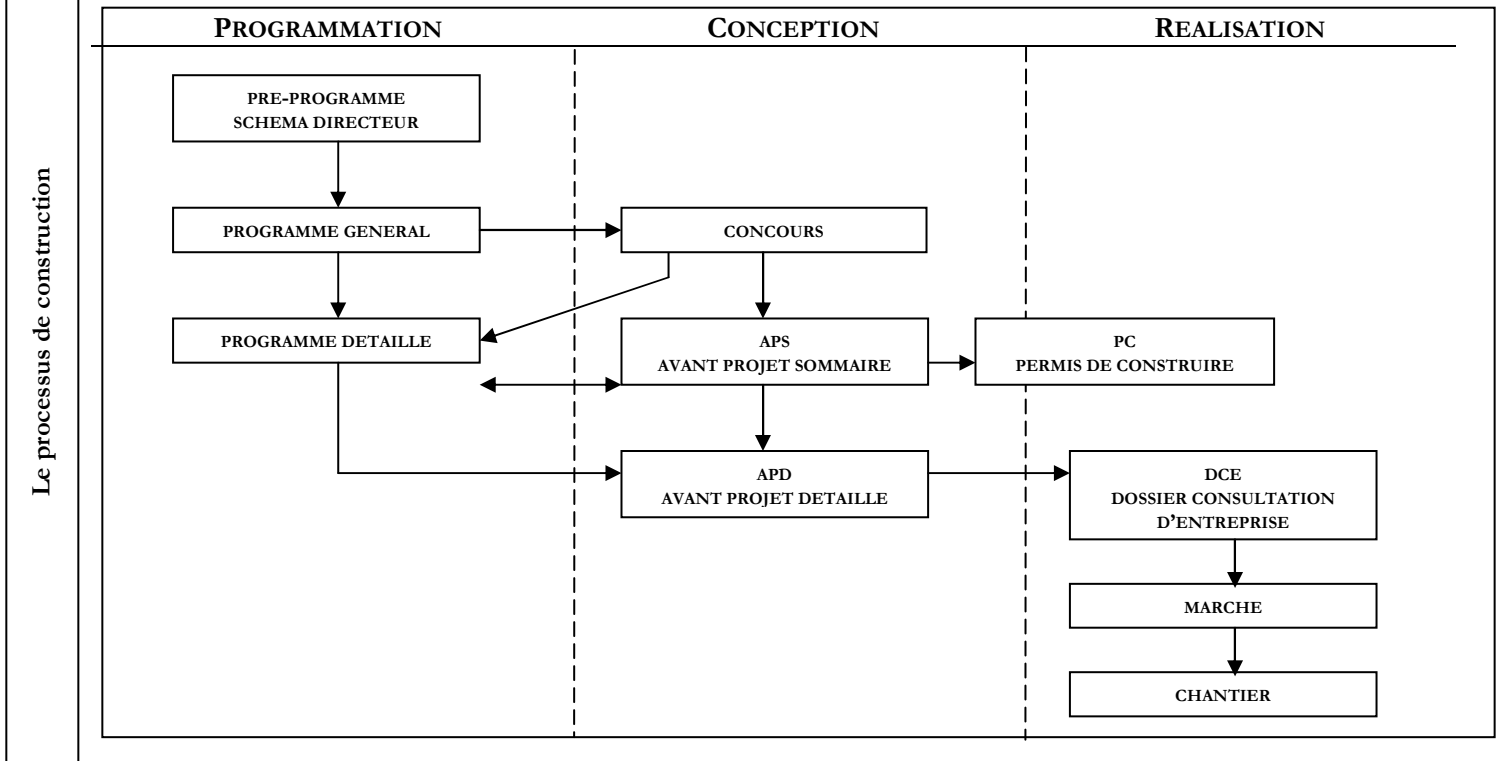 Le processus de construction
PROGRAMMATION
CONCEPTION
REALISATION
PRE-PROGRAMME
SCHEMA DIRECTEUR
PROGRAMME GENERAL
CONCOURS
PROGRAMME DETAILLE
APS
AVANT PROJET SOMMAIRE
PC
PERMIS DE CONSTRUIRE
APD
AVANT PROJET DETAILLE
DCE
DOSSIER CONSULTATION
D’ENTREPRISE
MARCHE
CHANTIER